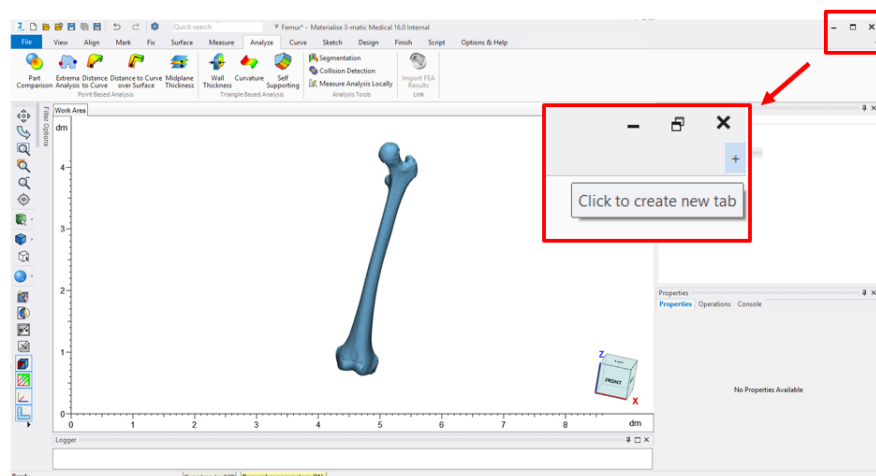 Quick search
Femur* - Materialise 3-matic Medical 16.0 Internal
File View Align Mark Fix Surface Measure Analyze Curve Sketch Design Finish Script Options & Help
Part Comparison
Extrema Analysis
Distance to Curve
Distance to Curve over Surface
Midplane Thickness
Point Based Analysis
Wall Thickness
Curvature
Self Supporting
Triangle Based Analysis
Segmentation
Collision Detection
Measure Analysis Locally
Analysis Tools
Import FEA Results
Link
Filter Options
Work Area
dm
4
3
2
1
0
0 1 2 3 4 5 6 7 8 dm
Z
FRONT
X
Logger
+
Click to create new tab
Properties
Properties Operations Console
No Properties Available